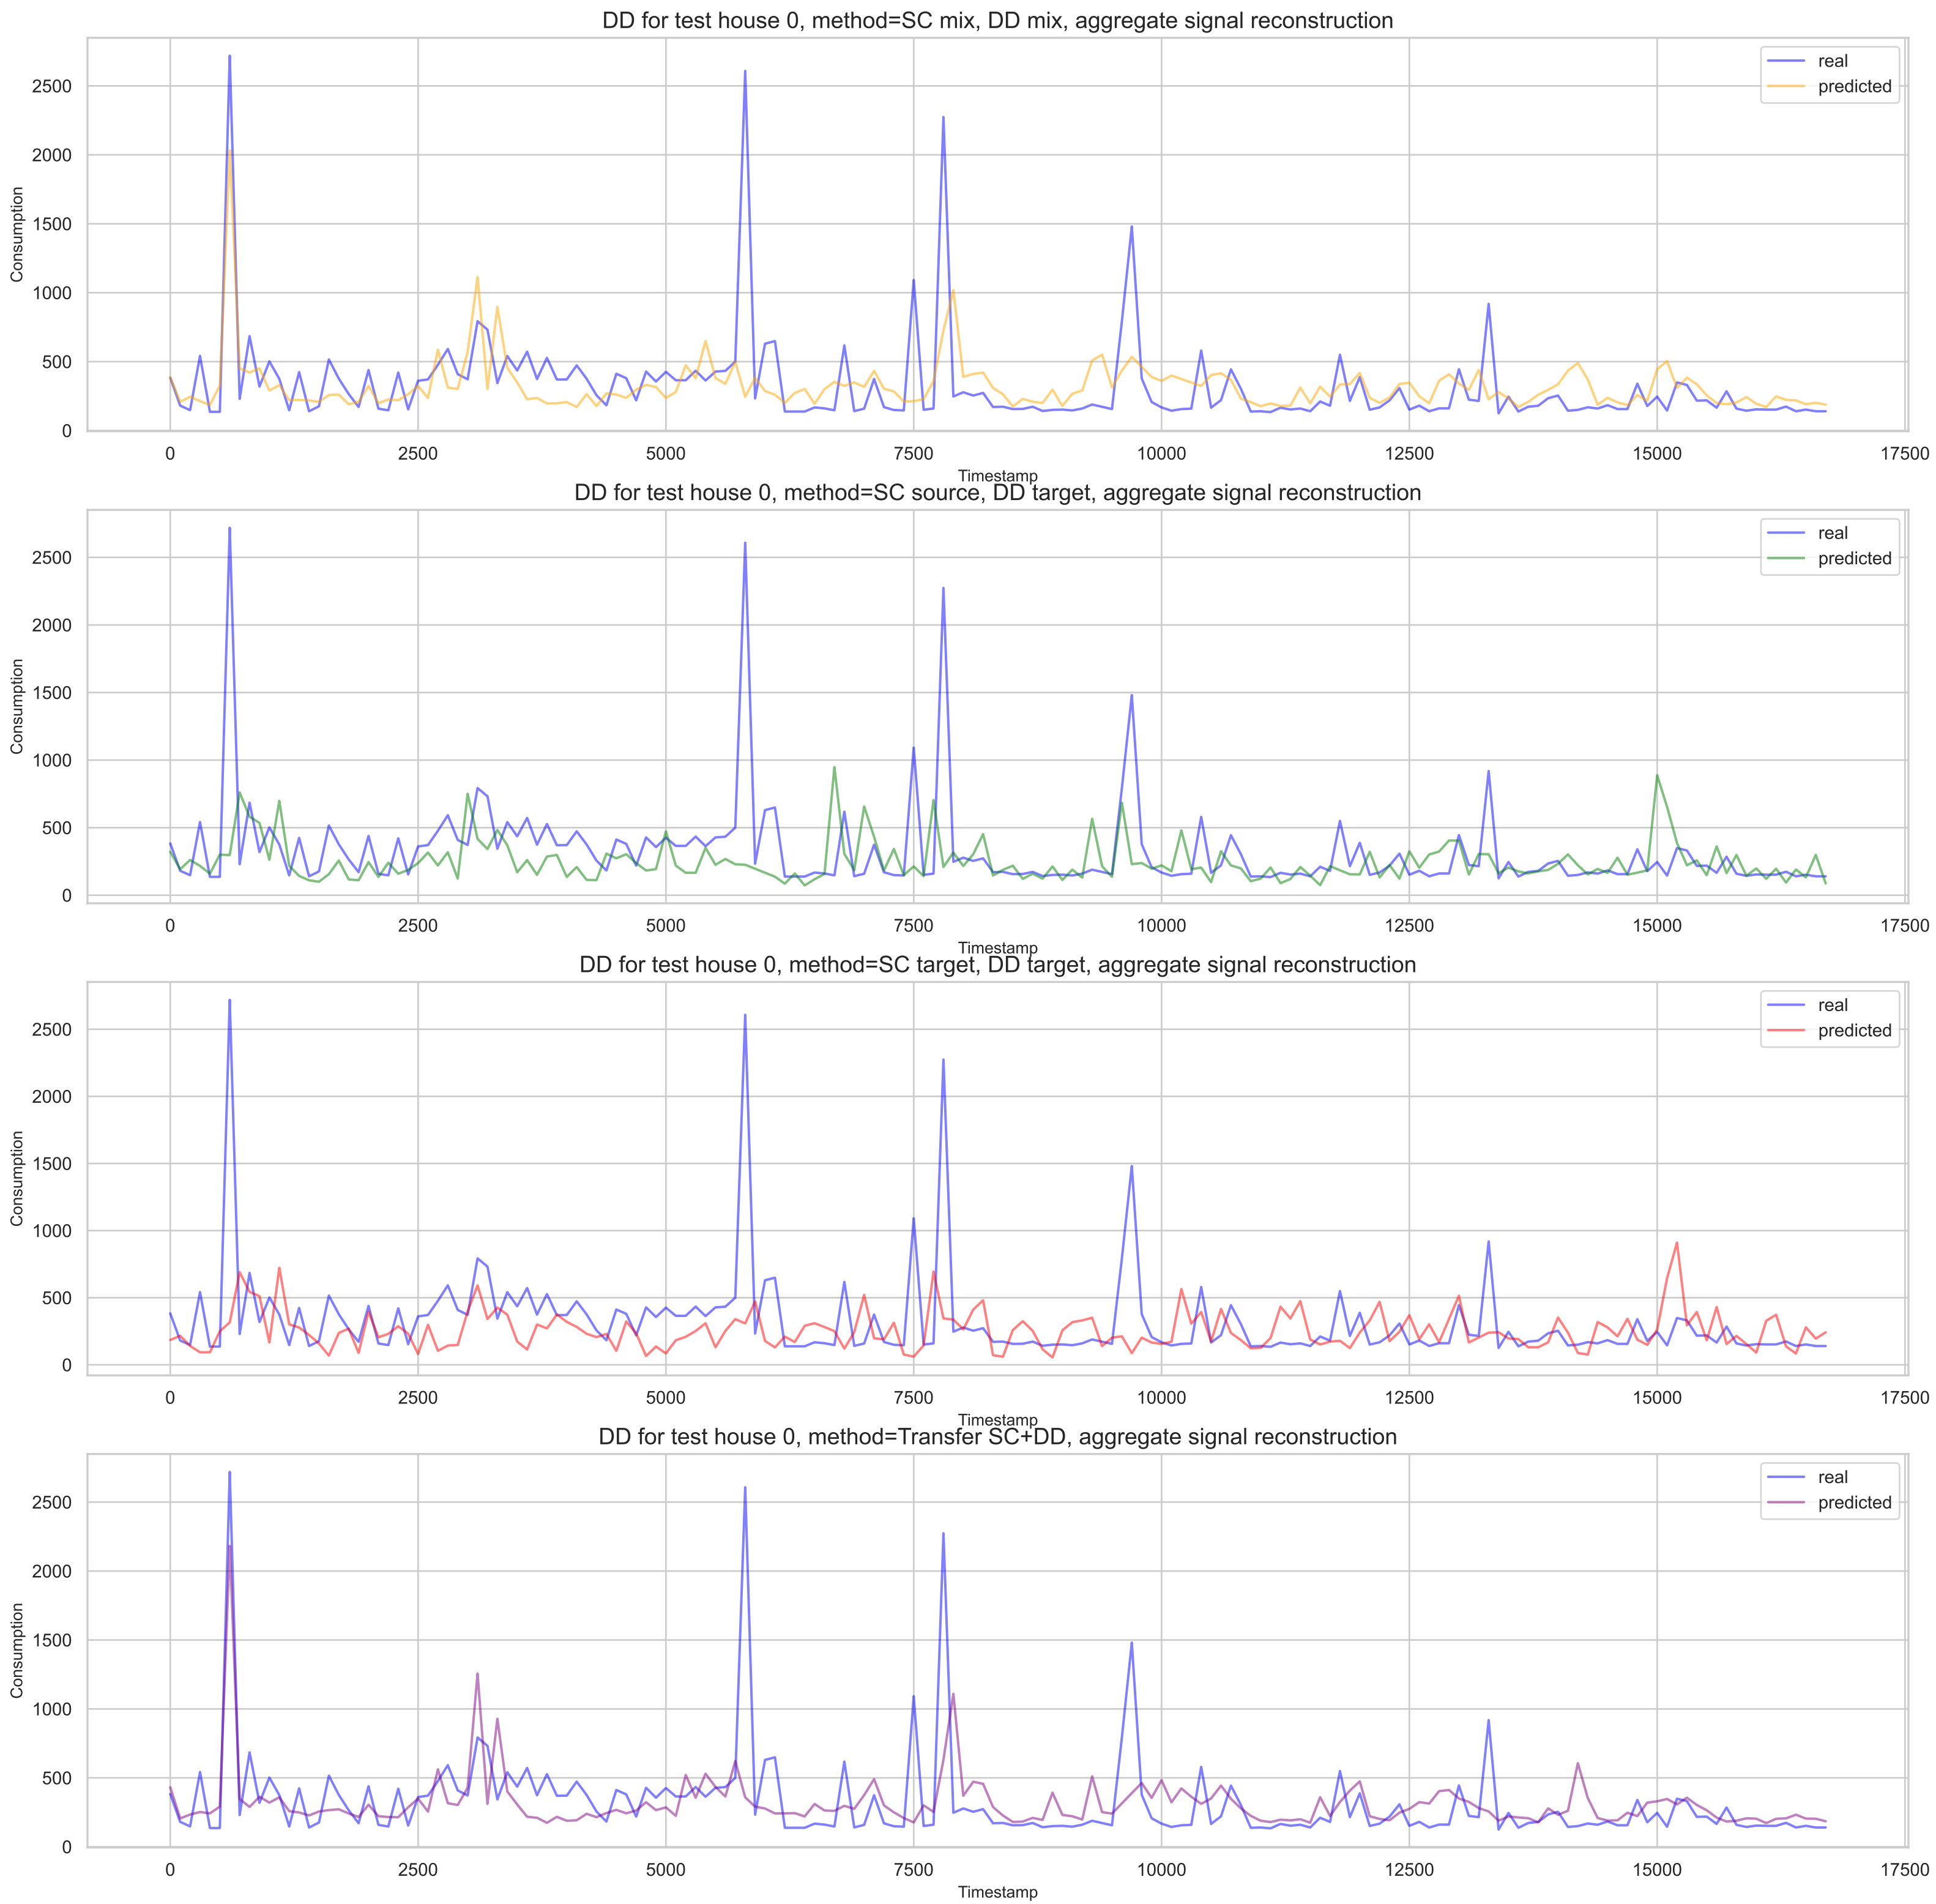 DD for test house 0, method=SC mix, DD mix, aggregate signal reconstruction
real
predicted
Consumption
2500
2000
1500
1000
500
0
0 2500 5000 7500 10000 12500 15000 17500
Timestamp
DD for test house 0, method=SC source, DD target, aggregate signal reconstruction
real
predicted
Consumption
2500
2000
1500
1000
500
0
0 2500 5000 7500 10000 12500 15000 17500
Timestamp
DD for test house 0, method=SC target, DD target, aggregate signal reconstruction
real
predicted
Consumption
2500
2000
1500
1000
500
0
0 2500 5000 7500 10000 12500 15000 17500
Timestamp
DD for test house 0, method=Transfer SC+DD, aggregate signal reconstruction
real
predicted
Consumption
2500
2000
1500
1000
500
0
0 2500 5000 7500 10000 12500 15000 17500
Timestamp